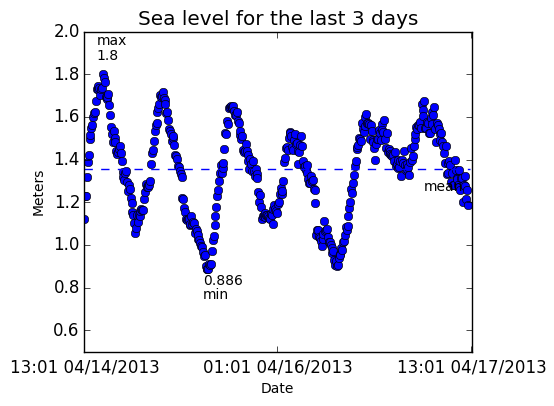 Sea level for the last 3 days
max
1.8
2.0
1.8
1.6
1.4
1.2
1.0
0.8
0.6
Meters
mean
0.886
min
13:01 04/14/2013
01:01 04/16/2013
13:01 04/17/2013
Date